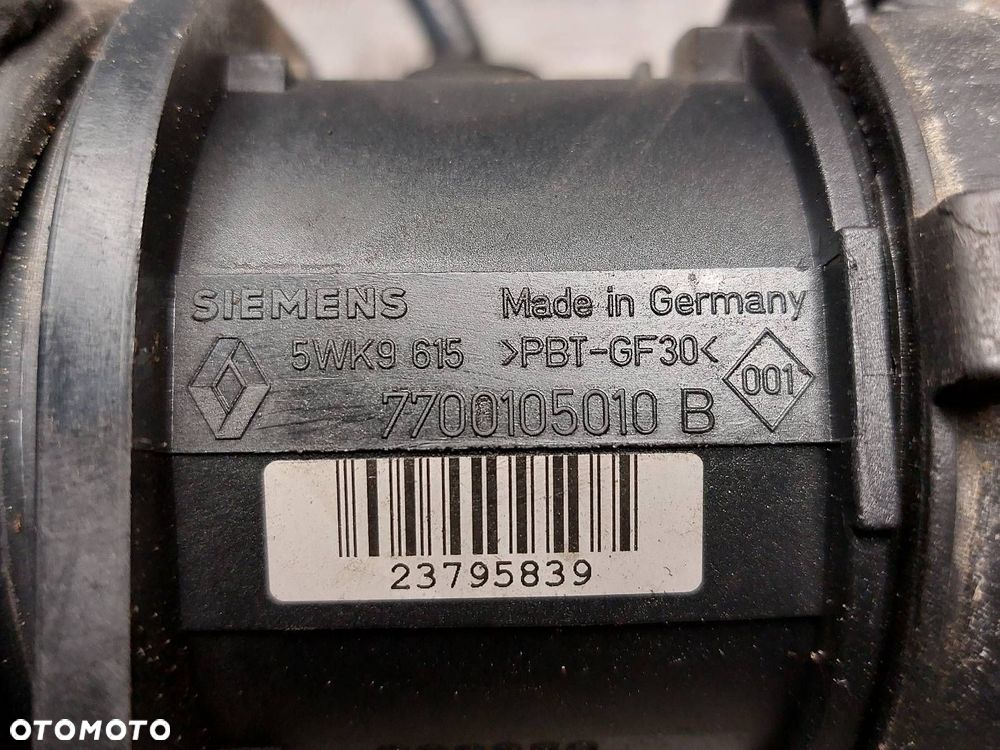 SIEMENS Made in Germany
5WK9 615 >PBT-GF30<
001
7700105010 B
23795839
OTOMOTO